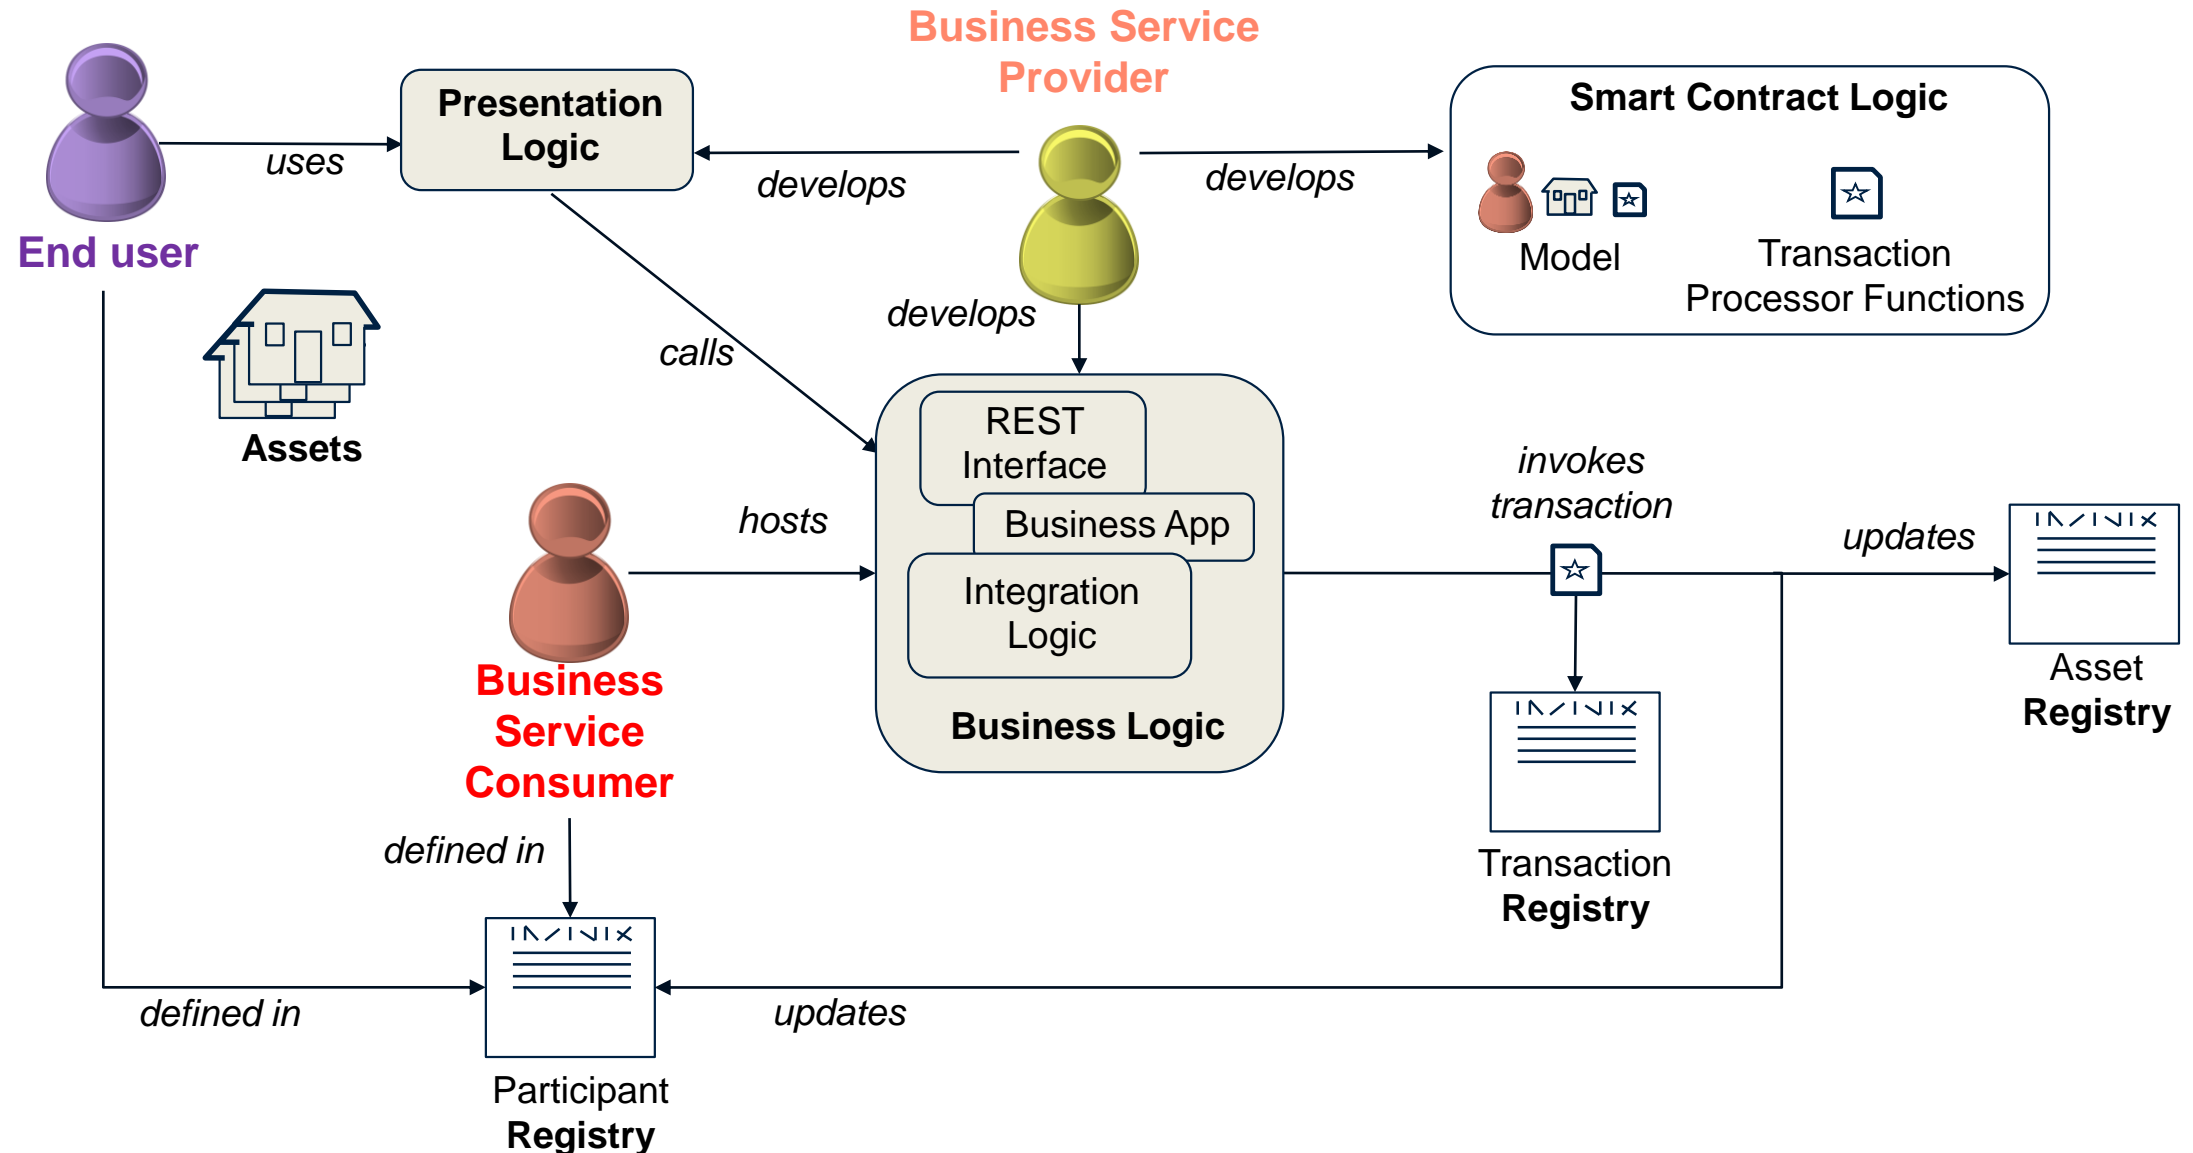 Business Service
Provider
Presentation
Logic
Smart Contract Logic
uses
develops
develops
End user
Model
Transaction
Processor Functions
develops
calls
Assets
REST
Interface
Business App
Integration
Logic
Business Logic
hosts
invokes
transaction
updates
Asset
Registry
Business
Service
Consumer
defined in
Transaction
Registry
defined in
updates
Participant
Registry